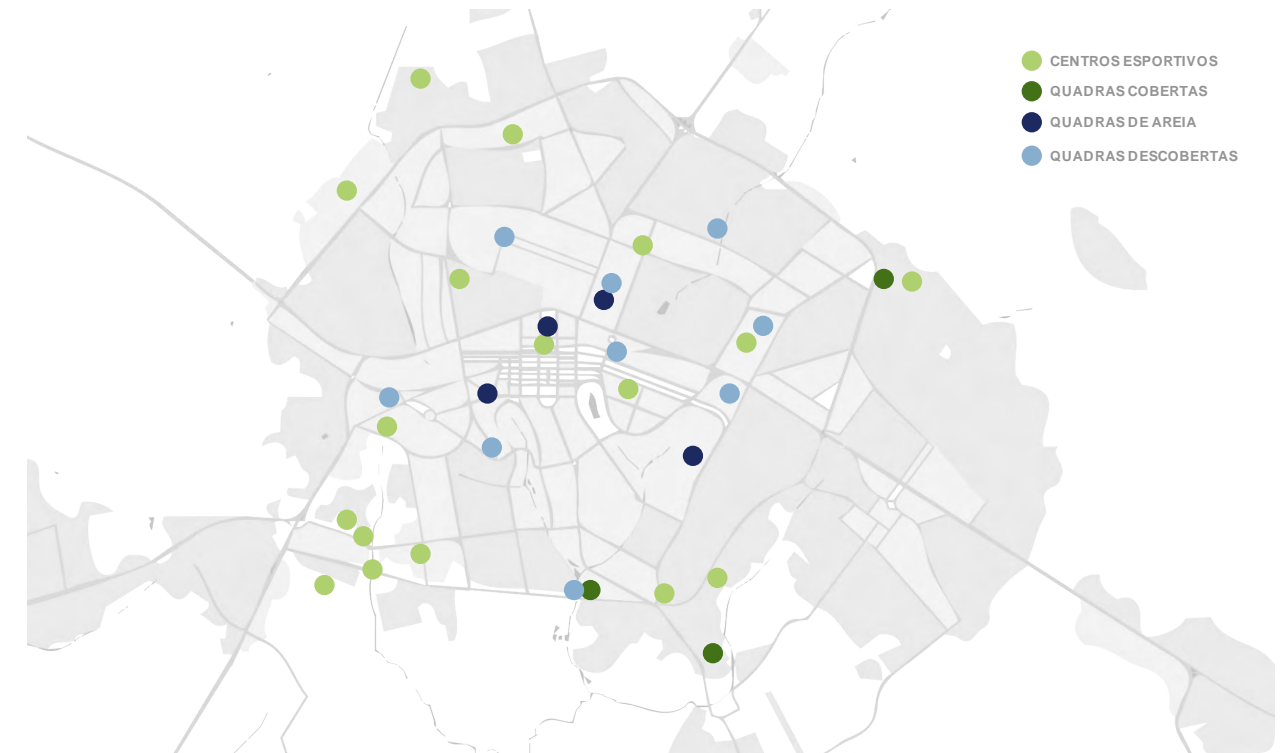 CENTROS ESPORTIVOS
QUADRAS COBERTAS
QUADRAS DE AREIA
QUADRAS DESCOBERTAS